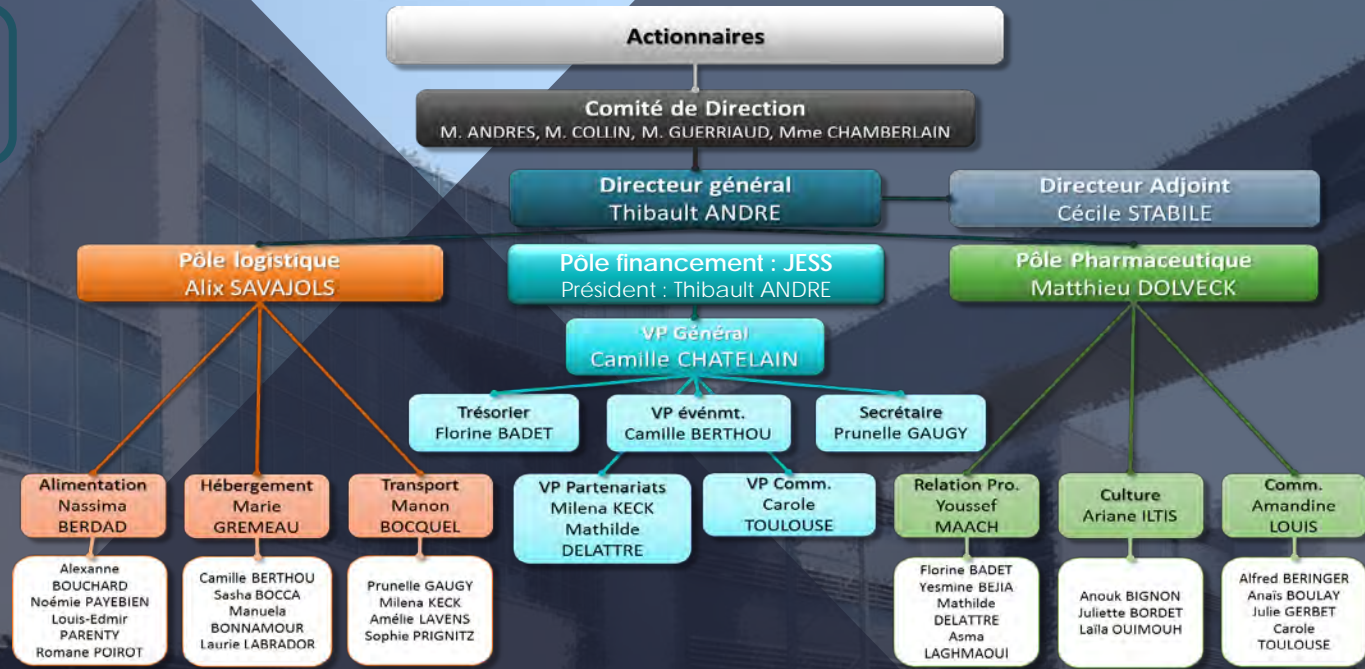 Actionnaires
Comité de Direction
M. ANDRES, M. COLLIN, M. GUERRIAUD, Mme CHAMBERLAIN
Directeur général
Thibault ANDRE
Directeur Adjoint
Cécile STABILE
Pôle logistique
Alix SAVAJOLS
Pôle financement : JESS
Président : Thibault ANDRE
Pôle Pharmaceutique
Matthieu DOLVECK
VP Général
Camille CHATELAIN
Trésorier
Florine BADET
VP événmt.
Camille BERTHOU
Secrétaire
Prunelle GAUGY
Alimentation
Nassima
BERDAD
Hébergement
Marie
GREMEAU
Transport
Manon
BOCQUEL
VP Partenariats
Milena KECK
Mathilde
DELATTRE
VP Comm.
Carole
TOULOUSE
Relation Pro.
Youssef
MAACH
Culture
Ariane ILTIS
Comm.
Amandine
LOUIS
Alexanne
BOUCHARD
Noémie PAYEBIEN
Louis-Edmir
PARENTY
Romane POIROT
Camille BERTHOU
Sasha BOCCA
Manuela
BONNAMOUR
Laurie LABRADOR
Prunelle GAUGY
Milena KECK
Amélie LAVENS
Sophie PRIGNITZ
Florine BADET
Yesmine BEJIA
Mathilde
DELATTRE
Asma
LAGHMAOUI
Anouk BIGNON
Juliette BORDET
Laïla OUIMOUH
Alfred BERINGER
Anaïs BOULAY
Julie GERBET
Carole
TOULOUSE